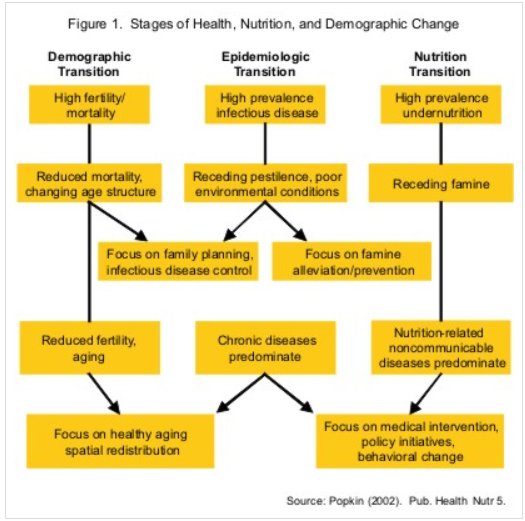 Figure 1.  Stages of Health, Nutrition, and Demographic Change
Demographic
Transition
Epidemiologic
Transition
Nutrition
Transition
High fertility/
mortality
High prevalence
infectious disease
High prevalence
undernutrition
Reduced mortality,
changing age structure
Receding pestilence, poor
environmental conditions
Receding famine
Focus on family planning,
infectious disease control
Focus on famine
alleviation/prevention
Reduced fertility,
aging
Chronic diseases
predominate
Nutrition-related
noncommunicable
diseases predominate
Focus on healthy aging
spatial redistribution
Focus on medical intervention,
policy initiatives,
behavioral change
Source: Popkin (2002).  Pub. Health Nutr 5.